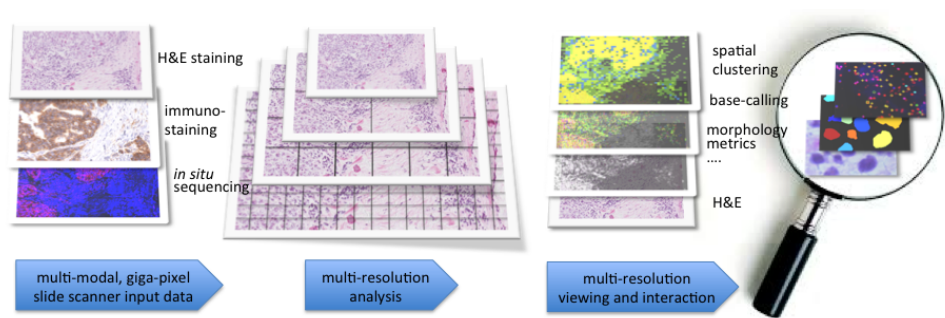 H&E staining
immuno-
staining
in situ
sequencing
spatial
clustering
base-calling
morphology
metrics
....
H&E
multi-modal, giga-pixel
slide scanner input data
multi-resolution
analysis
multi-resolution
viewing and interaction